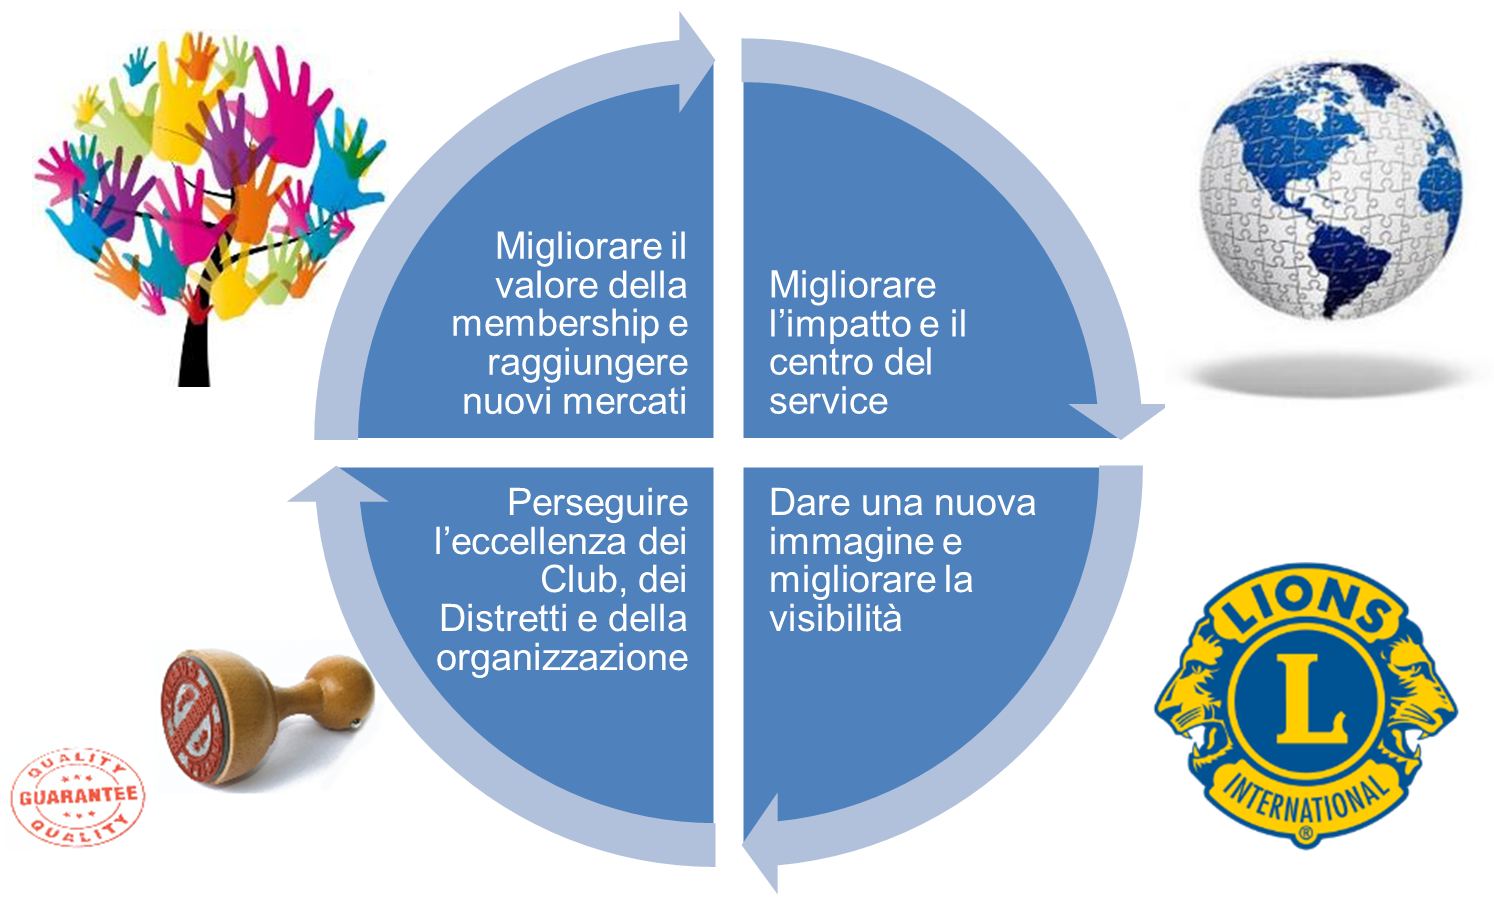 Migliorare il
valore della
membership e
raggiungere
nuovi mercati
Migliorare
l’impatto e il
centro del
service
Perseguire
l’eccellenza dei
Club, dei
Distretti e della
organizzazione
Dare una nuova
immagine e
migliorare la
visibilità
QUALITY
GUARANTEE
QUALITY
LIONS
L
INTERNATIONAL
®